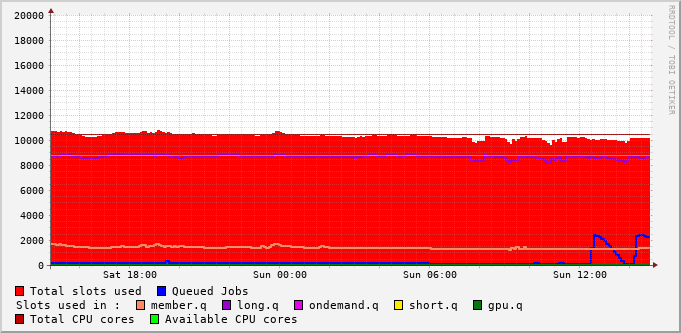 20000
18000
16000
14000
12000
10000
8000
6000
4000
2000
0
Sat 18:00 Sun 00:00 Sun 06:00 Sun 12:00
Total slots used Queued Jobs
Slots used in : member.q long.q ondemand.q short.q gpu.q
Total CPU cores Available CPU cores
RRDTOOL / TOBI OETIKER